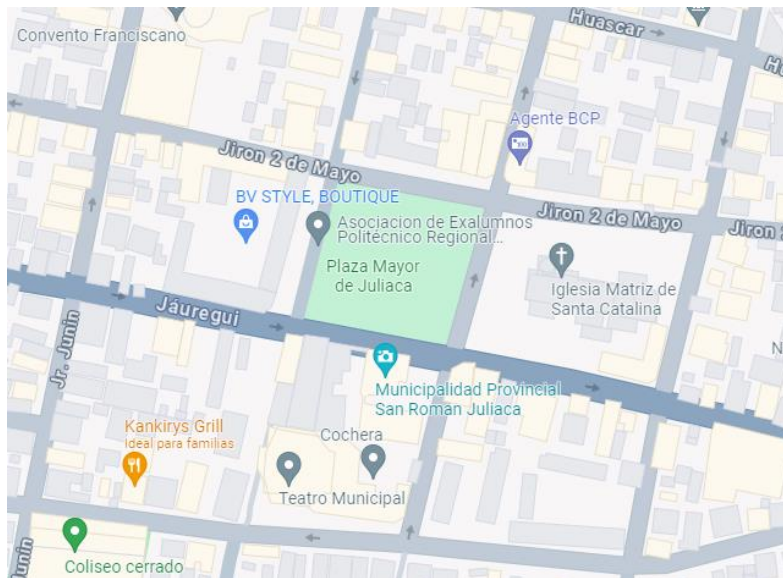 Convento Franciscano
Huascar
Hu
Agente BCP
Jiron 2 de Mayo
BV STYLE, BOUTIQUE
Asociacion de Exalumnos
Politécnico Regional...
Plaza Mayor
de Juliaca
Jiron 2 de Mayo
Jiron 2
Iglesia Matriz de
Santa Catalina
Jáuregui
Jr. Junin
N
Municipalidad Provincial
San Román Juliaca
Kankirys Grill
Ideal para familias
Cochera
Teatro Municipal
Junin
Coliseo cerrado